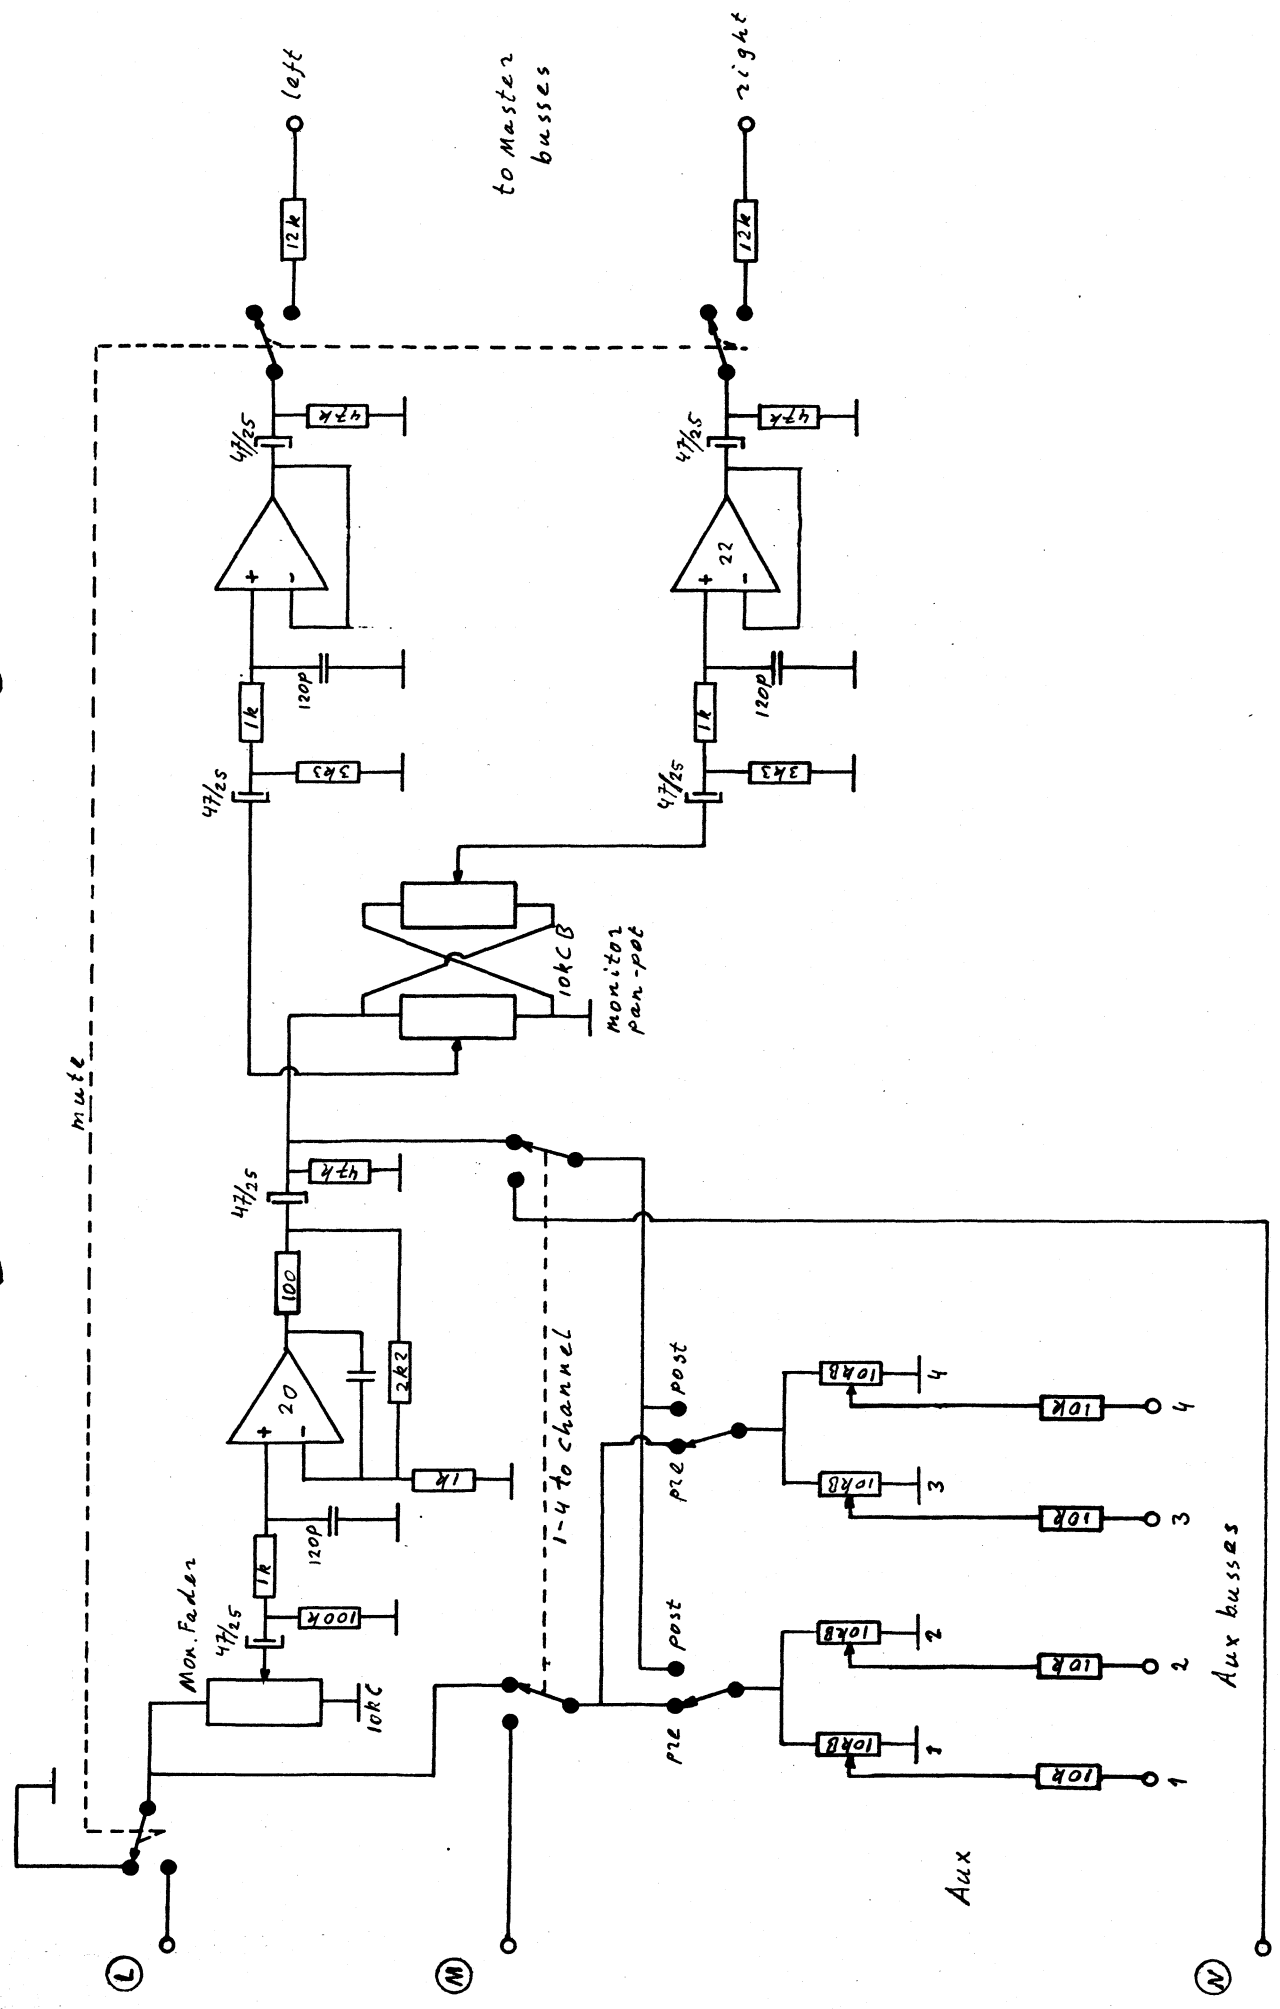 mute
left
to Master
busses
right
12k
12k
47/25
47k
47/25
47k
+
-
+
-
22
1k
120p
1k
120p
47/25
3k3
47/25
3k3
10kCB
monitor
pan-pot
47/25
47k
100
20
+
-
2k2
1k
120p
1k
100k
47/25
Mon. Fader
10kC
1-4 to channel
pre
post
pre
post
10kB
1
10kB
2
10kB
3
10kB
4
10k
10k
10k
10k
1
2
3
4
Aux busses
Aux
L
M
N